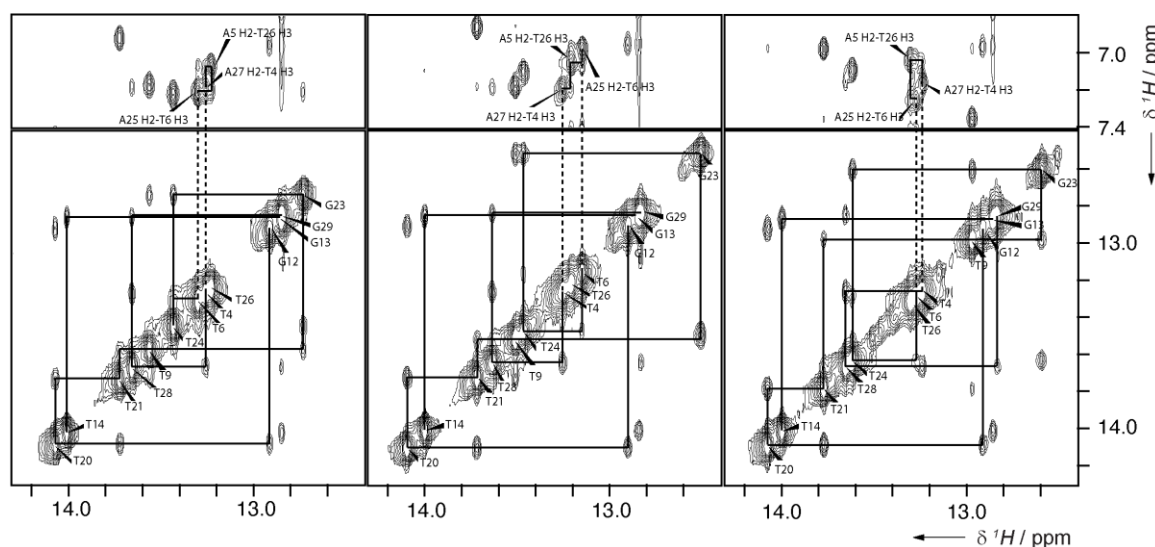 A5 H2-T26 H3
A27 H2-T4 H3
A25 H2-T6 H3
A5 H2-T26 H3
A25 H2-T6 H3
A27 H2-T4 H3
A5 H2-T26 H3
A27 H2-T4 H3
A25 H2-T6 H3
7.0
7.4
δ 1H / ppm
G23
G29
G13
G12
T26
T4
T6
T24
T9
T28
T21
T14
T20
G23
G29
G13
G12
T6
T26
T4
T24
T9
T28
T21
T14
T20
G23
G29
G13
G12
T9
T4
T6
T26
T24
T28
T21
T14
T20
13.0
14.0
14.0 13.0 14.0 13.0 14.0 13.0
δ 1H / ppm